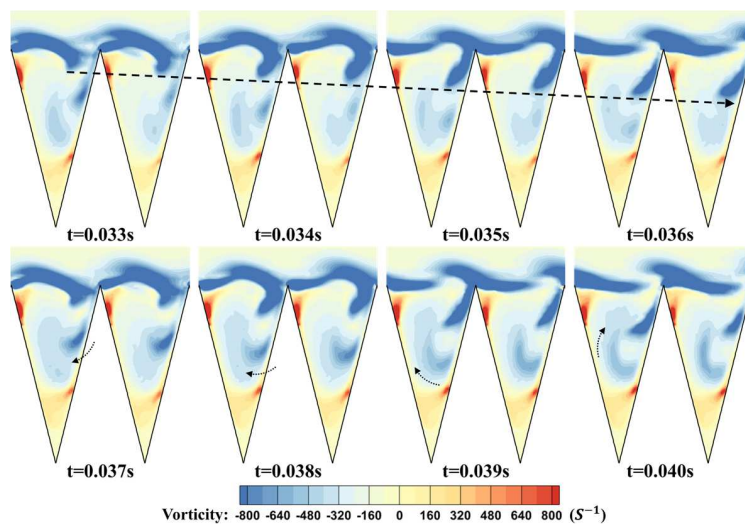 t=0.033s
t=0.034s
t=0.035s
t=0.036s
t=0.037s
t=0.038s
t=0.039s
t=0.040s
Vorticity: -800 -640 -480 -320 -160 0 160 320 480 640 800 (S⁻¹)